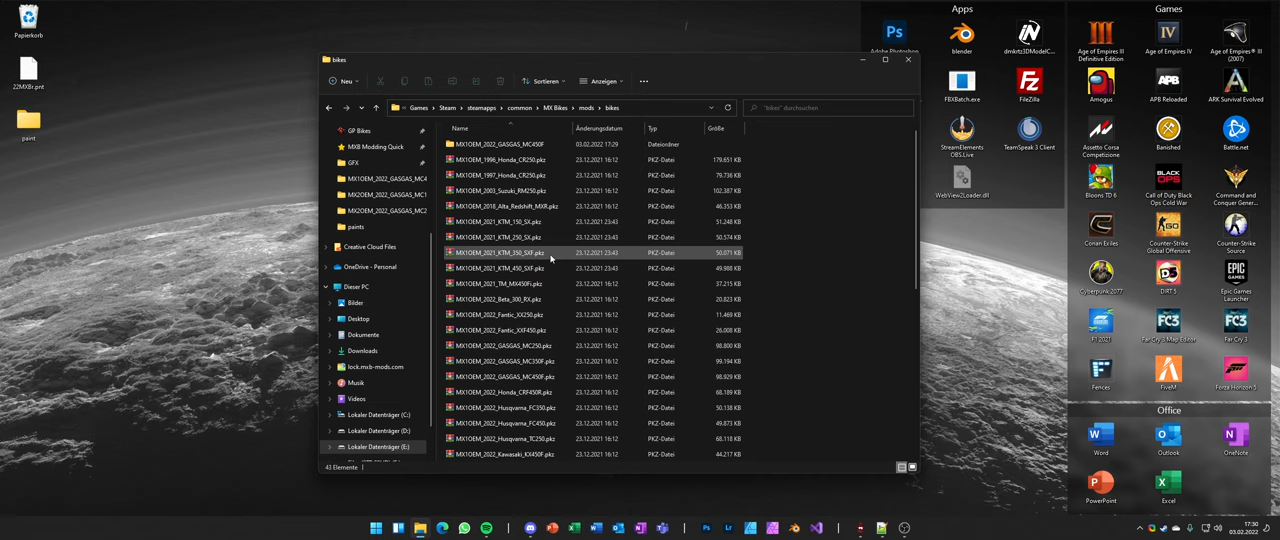 Papierkorb
22MXBr.pnt
paint
bikes
Neu
Sortieren
Anzeigen
Games
Steam
steamapps
common
MX Bikes
mods
bikes
"bikes" durchsuchen
Name
Änderungsdatum
Typ
Größe
GP Bikes
MXB Modding Quick
GFX
MX1OEM_2022_GASGAS_MC4
MX2OEM_2022_GASGAS_MC1
MX2OEM_2022_GASGAS_MC2
paints
Creative Cloud Files
OneDrive - Personal
Dieser PC
Bilder
Desktop
Dokumente
Downloads
lock.mxb-mods.com
Musik
Videos
Lokaler Datenträger (C:)
Lokaler Datenträger (D:)
Lokaler Datenträger (E:)
MX1OEM_2022_GASGAS_MC450F 03.02.2022 17:29 Dateiordner
MX1OEM_1996_Honda_CR250.pkz 23.12.2021 16:12 PKZ-Datei 179.651 KB
MX1OEM_1997_Honda_CR250.pkz 23.12.2021 16:12 PKZ-Datei 79.736 KB
MX1OEM_2003_Suzuki_RM250.pkz 23.12.2021 16:12 PKZ-Datei 102.387 KB
MX1OEM_2018_Alta_Redshift_MXR.pkz 23.12.2021 16:12 PKZ-Datei 46.353 KB
MX1OEM_2021_KTM_150_SX.pkz 23.12.2021 23:43 PKZ-Datei 51.248 KB
MX1OEM_2021_KTM_250_SX.pkz 23.12.2021 23:43 PKZ-Datei 50.574 KB
MX1OEM_2021_KTM_350_SXF.pkz 23.12.2021 23:43 PKZ-Datei 50.071 KB
MX1OEM_2021_KTM_450_SXF.pkz 23.12.2021 23:43 PKZ-Datei 49.988 KB
MX1OEM_2021_TM_MX450Fi.pkz 23.12.2021 16:12 PKZ-Datei 37.215 KB
MX1OEM_2022_Beta_300_RX.pkz 23.12.2021 16:12 PKZ-Datei 20.823 KB
MX1OEM_2022_Fantic_XX250.pkz 23.12.2021 16:12 PKZ-Datei 11.469 KB
MX1OEM_2022_Fantic_XXF450.pkz 23.12.2021 16:12 PKZ-Datei 26.008 KB
MX1OEM_2022_GASGAS_MC250.pkz 23.12.2021 16:12 PKZ-Datei 98.800 KB
MX1OEM_2022_GASGAS_MC350F.pkz 23.12.2021 16:12 PKZ-Datei 99.194 KB
MX1OEM_2022_GASGAS_MC450F.pkz 23.12.2021 16:12 PKZ-Datei 98.929 KB
MX1OEM_2022_Honda_CRF450R.pkz 23.12.2021 16:12 PKZ-Datei 68.189 KB
MX1OEM_2022_Husqvarna_FC350.pkz 23.12.2021 16:12 PKZ-Datei 50.138 KB
MX1OEM_2022_Husqvarna_FC450.pkz 23.12.2021 16:12 PKZ-Datei 49.873 KB
MX1OEM_2022_Husqvarna_TC250.pkz 23.12.2021 16:12 PKZ-Datei 68.118 KB
MX1OEM_2022_Kawasaki_KX450F.pkz 23.12.2021 16:12 PKZ-Datei 44.217 KB
43 Elemente
Apps
Adobe Photoshop
blender
dmkrtz3DModelC...
FBXBatch.exe
FileZilla
StreamElements OBS.Live
TeamSpeak 3 Client
WebView2Loader.dll
Games
Age of Empires III Definitive Edition
Age of Empires IV
Age of Empires® III (2007)
Amogus
APB Reloaded
ARK Survival Evolved
Assetto Corsa Competizione
Banished
Battle.net
Bloons TD 6
Call of Duty Black Ops Cold War
Command and Conquer Gener...
Conan Exiles
Counter-Strike Global Offensive
Counter-Strike Source
Cyberpunk 2077
DIRT 5
Epic Games Launcher
F1 2021
Far Cry 3 Map Editor
Far Cry 3
Fences
FiveM
Forza Horizon 5
Office
Word
Outlook
OneNote
PowerPoint
Excel
17:30
03.02.2022